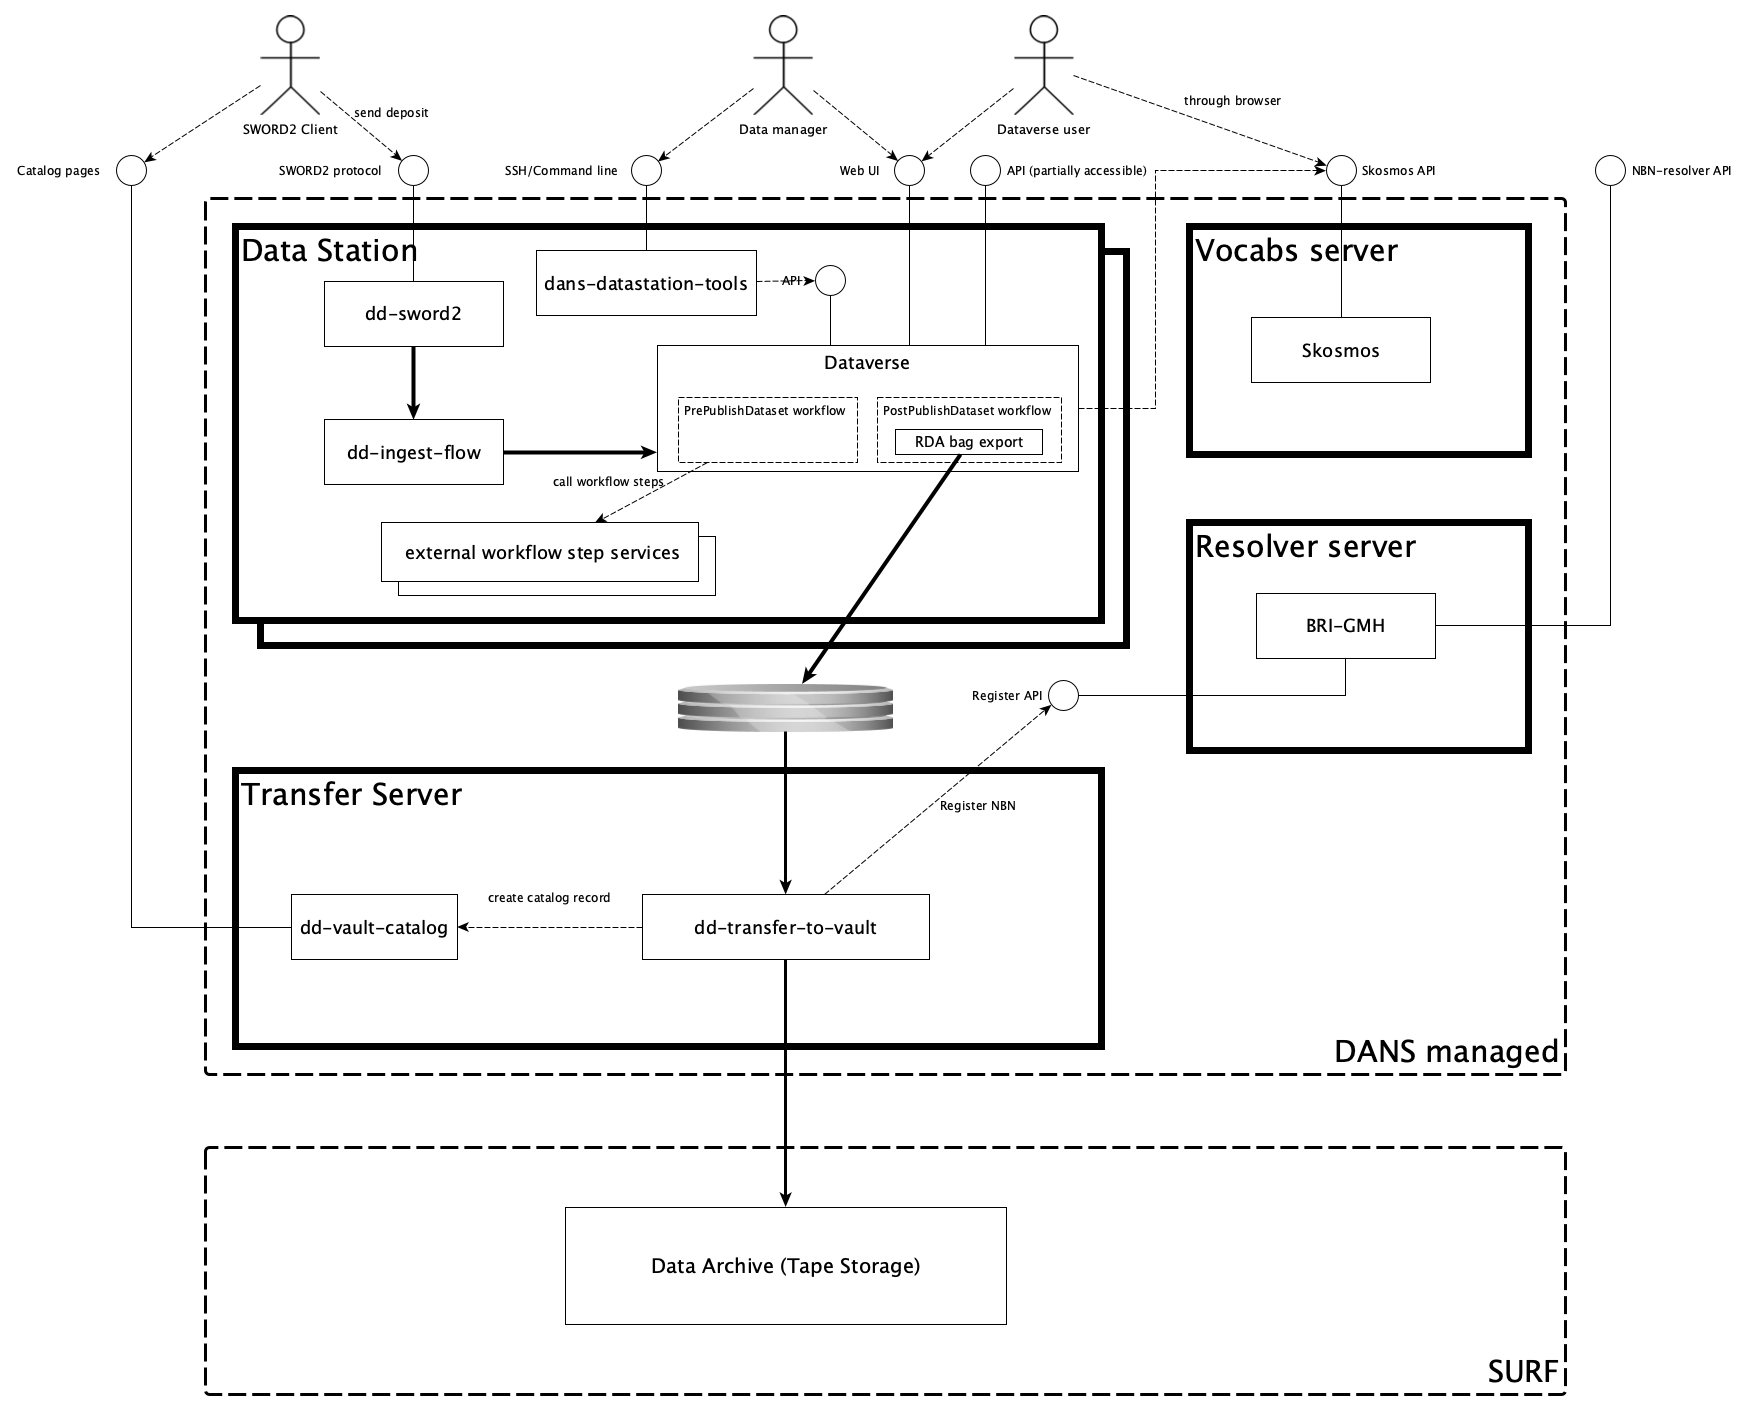 send deposit
through browser
SWORD2 Client
Data manager
Dataverse user
Catalog pages
SWORD2 protocol
SSH/Command line
Web UI
API (partially accessible)
Skosmos API
NBN-resolver API
Data Station
Vocabs server
dans-datastation-tools
API
dd-sword2
Skosmos
Dataverse
PrePublishDataset workflow
PostPublishDataset workflow
RDA bag export
dd-ingest-flow
call workflow steps
external workflow step services
Resolver server
BRI-GMH
Register API
Transfer Server
Register NBN
create catalog record
dd-vault-catalog
dd-transfer-to-vault
DANS managed
Data Archive (Tape Storage)
SURF